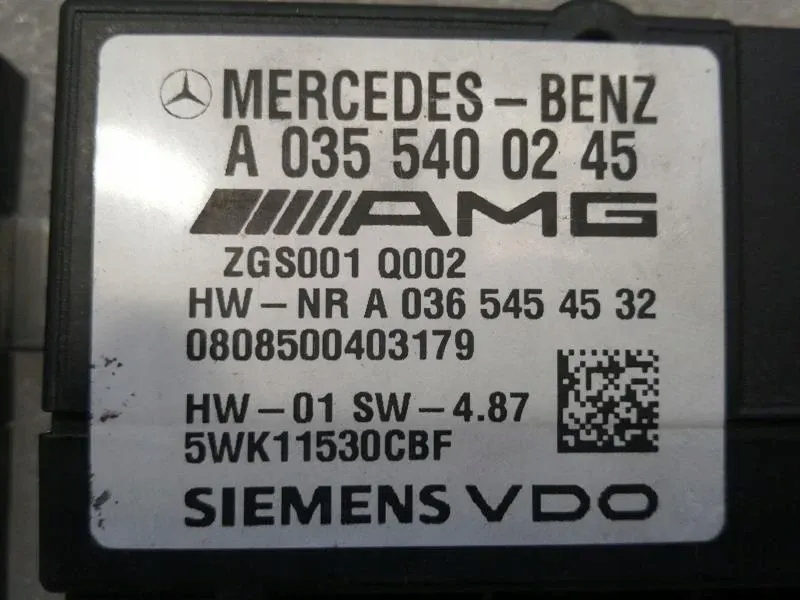 MERCEDES-BENZ
A 035 540 02 45
AMG
ZGS001 Q002
HW-NR A 036 545 45 32
0808500403179
HW-01 SW-4.87
5WK11530CBF
SIEMENS VDO